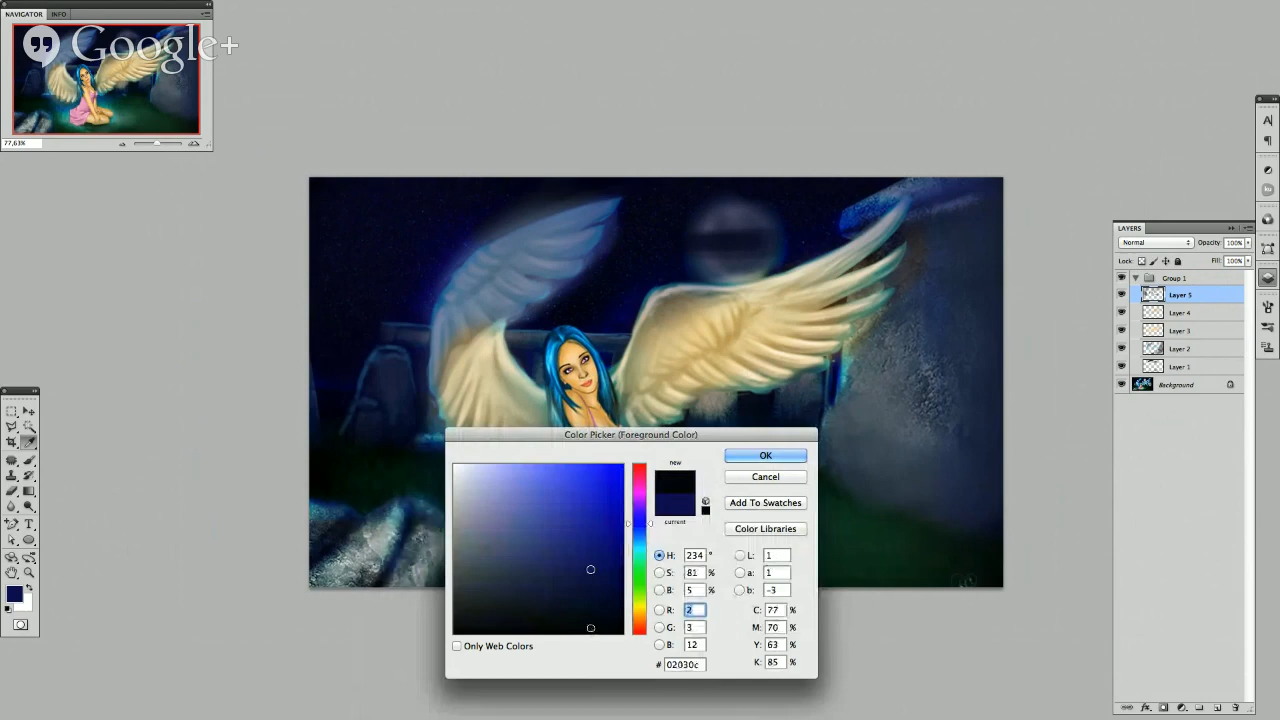 NAVIGATOR INFO
Google+
77,63%
LAYERS
Normal Opacity: 100%
Lock: Fill: 100%
Group 1
Layer 5
Layer 4
Layer 3
Layer 2
Layer 1
Background
Color Picker (Foreground Color)
new
current
OK
Cancel
Add To Swatches
Color Libraries
H: 234 ° L: 1
S: 81 % a: 1
B: 5 % b: -3
R: 2 C: 77 %
G: 3 M: 70 %
B: 12 Y: 63 %
# 02030c K: 85 %
Only Web Colors